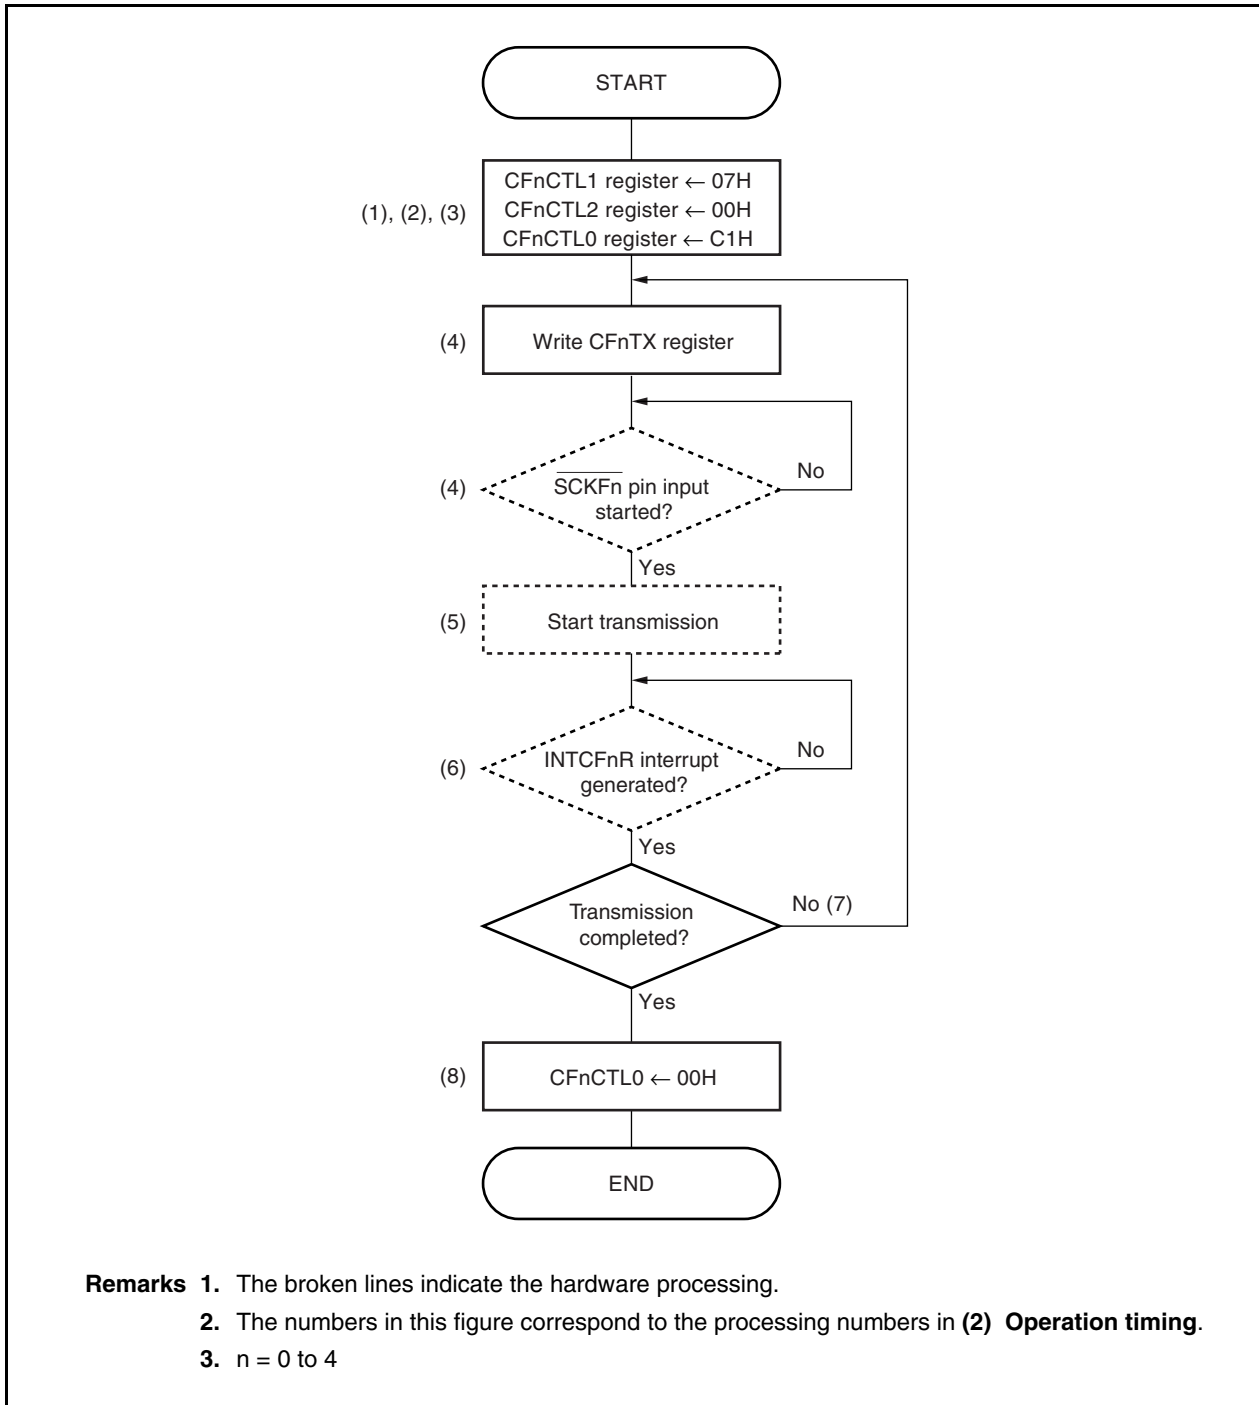 START
CFnCTL1 register ← 07H
(1), (2), (3) CFnCTL2 register ← 00H
CFnCTL0 register ← C1H
(4) Write CFnTX register
(4) S̅C̅K̅F̅n̅ pin input
started?
No
Yes
(5) Start transmission
(6) INTCFnR interrupt
generated?
No
Yes
Transmission
completed?
No (7)
Yes
(8) CFnCTL0 ← 00H
END
Remarks 1. The broken lines indicate the hardware processing.
2. The numbers in this figure correspond to the processing numbers in (2) Operation timing.
3. n = 0 to 4